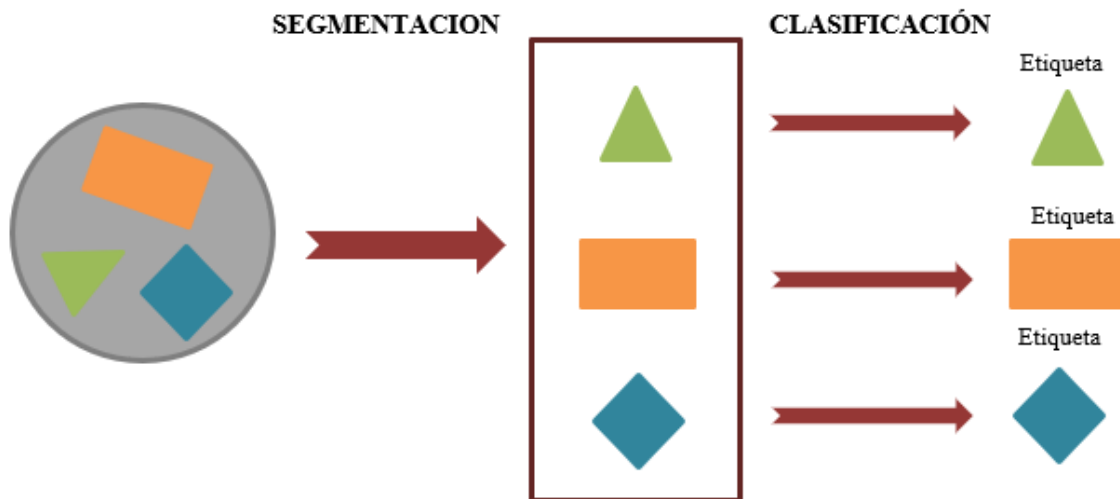 SEGMENTACION
CLASIFICACIÓN
Etiqueta
Etiqueta
Etiqueta